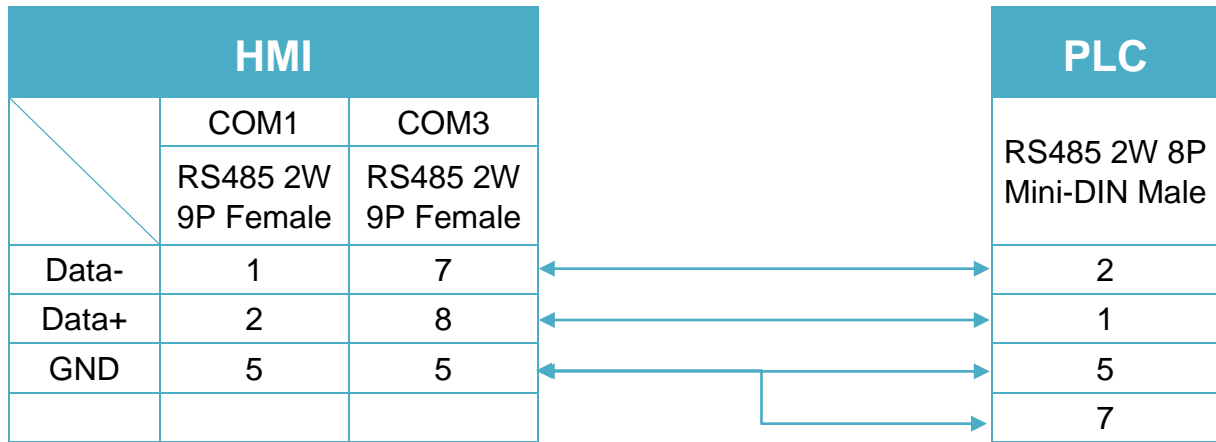 HMI
PLC
COM1 COM3
RS485 2W 9P Female
RS485 2W 9P Female
RS485 2W 8P
Mini-DIN Male
Data- 1 7 2
Data+ 2 8 1
GND 5 5 5
7